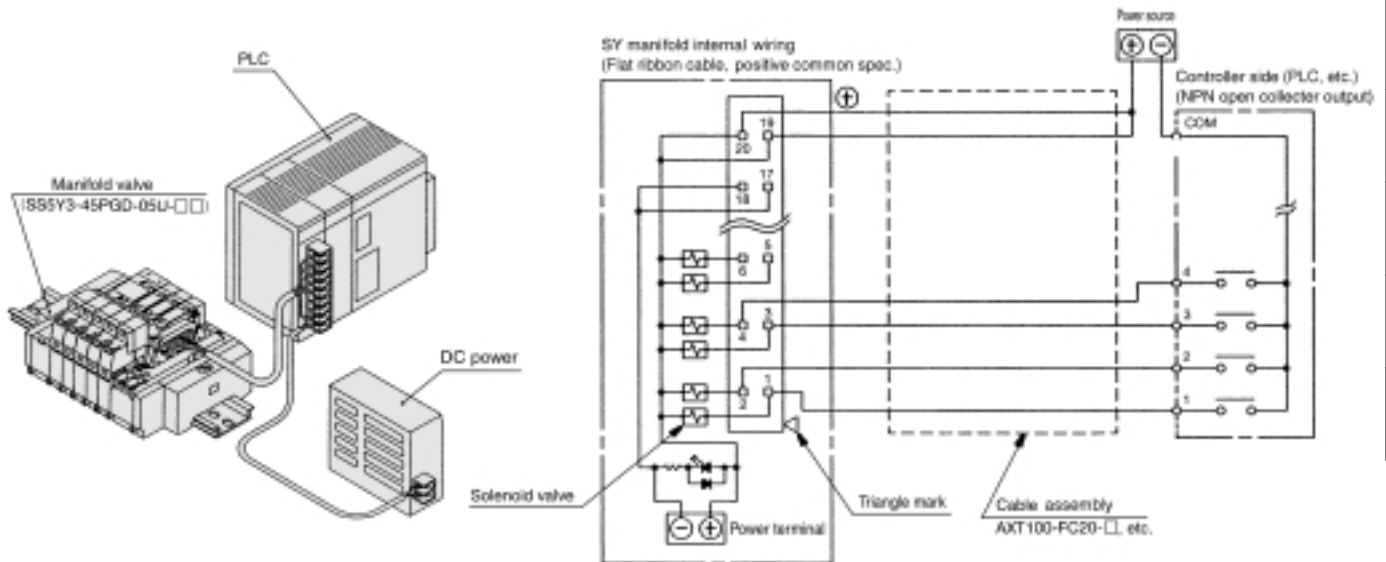 PLC
Manifold valve
(SS5Y3-45PGD-05U-□□)
DC power
SY manifold internal wiring
(Flat ribbon cable, positive common spec.)
Power source
Controller side (PLC, etc.)
(NPN open collecter output)
COM
19
20
17
18
5
6
3
4
1
2
4
3
2
1
Solenoid valve
Power terminal
Triangle mark
Cable assembly
AXT100-FC20-□, etc.